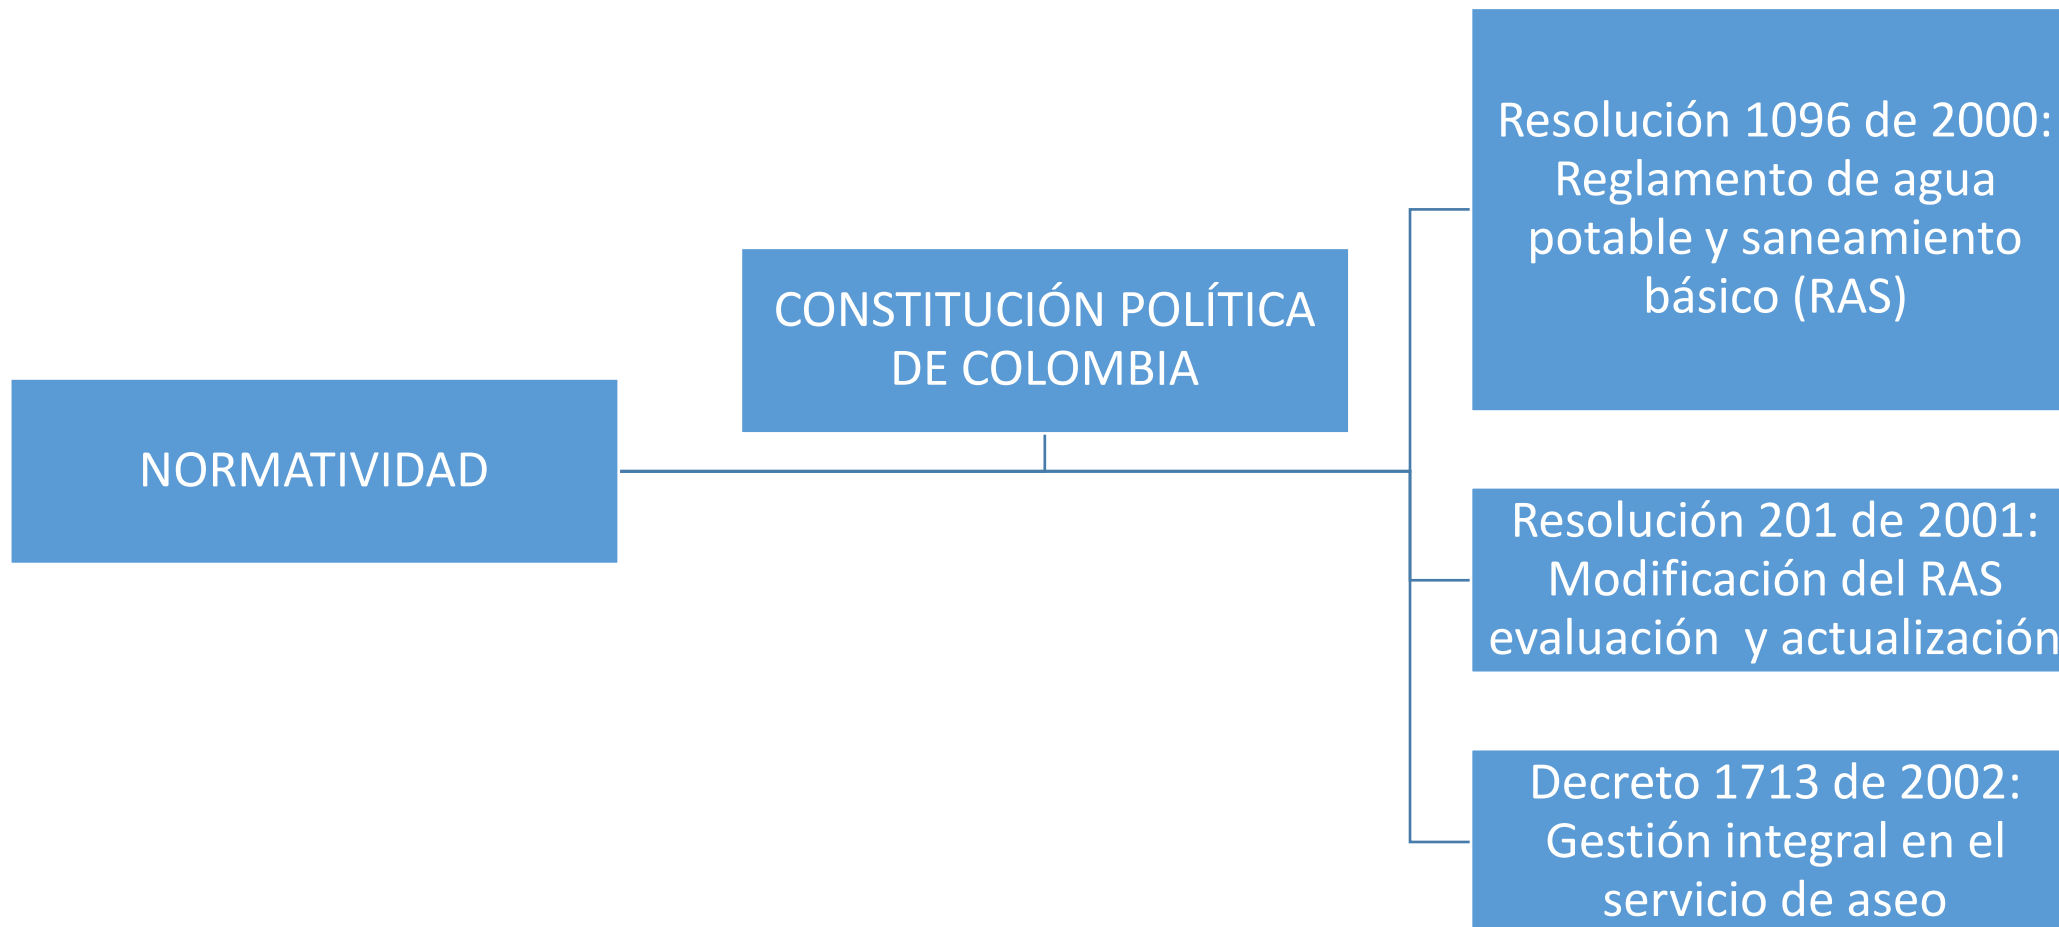 NORMATIVIDAD
CONSTITUCIÓN POLÍTICA
DE COLOMBIA
Resolución 1096 de 2000:
Reglamento de agua
potable y saneamiento
básico (RAS)
Resolución 201 de 2001:
Modificación del RAS
evaluación  y actualización
Decreto 1713 de 2002:
Gestión integral en el
servicio de aseo